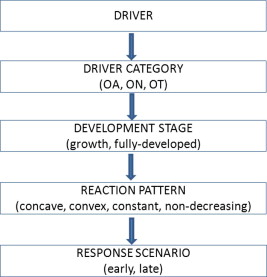 DRIVER
DRIVER CATEGORY
(OA, ON, OT)
DEVELOPMENT STAGE
(growth, fully-developed)
REACTION PATTERN
(concave, convex, constant, non-decreasing)
RESPONSE SCENARIO
(early, late)